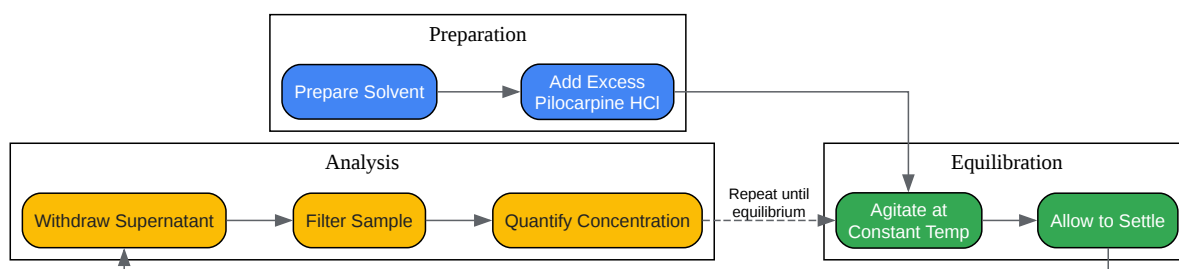 Preparation
Prepare Solvent
Add Excess
Pilocarpine HCl
Analysis
Withdraw Supernatant
Filter Sample
Quantify Concentration
Repeat until
equilibrium
Equilibration
Agitate at
Constant Temp
Allow to Settle